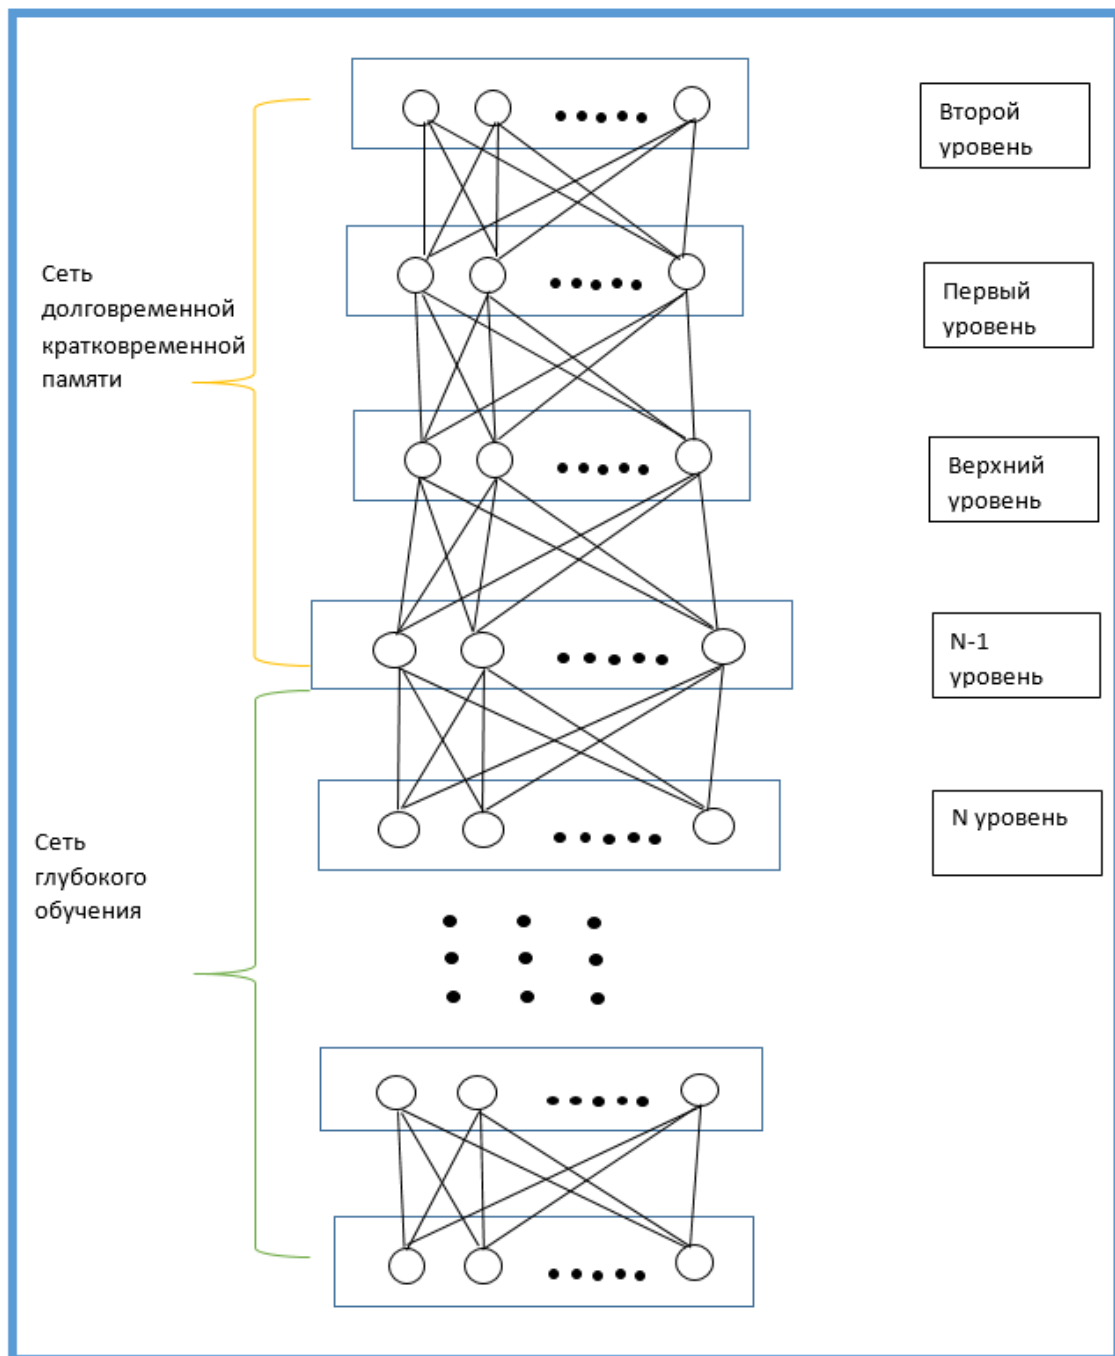 Второй
уровень
Первый
уровень
Сеть
долговременной
кратковременной
памяти
Верхний
уровень
N-1
уровень
N уровень
Сеть
глубокого
обучения